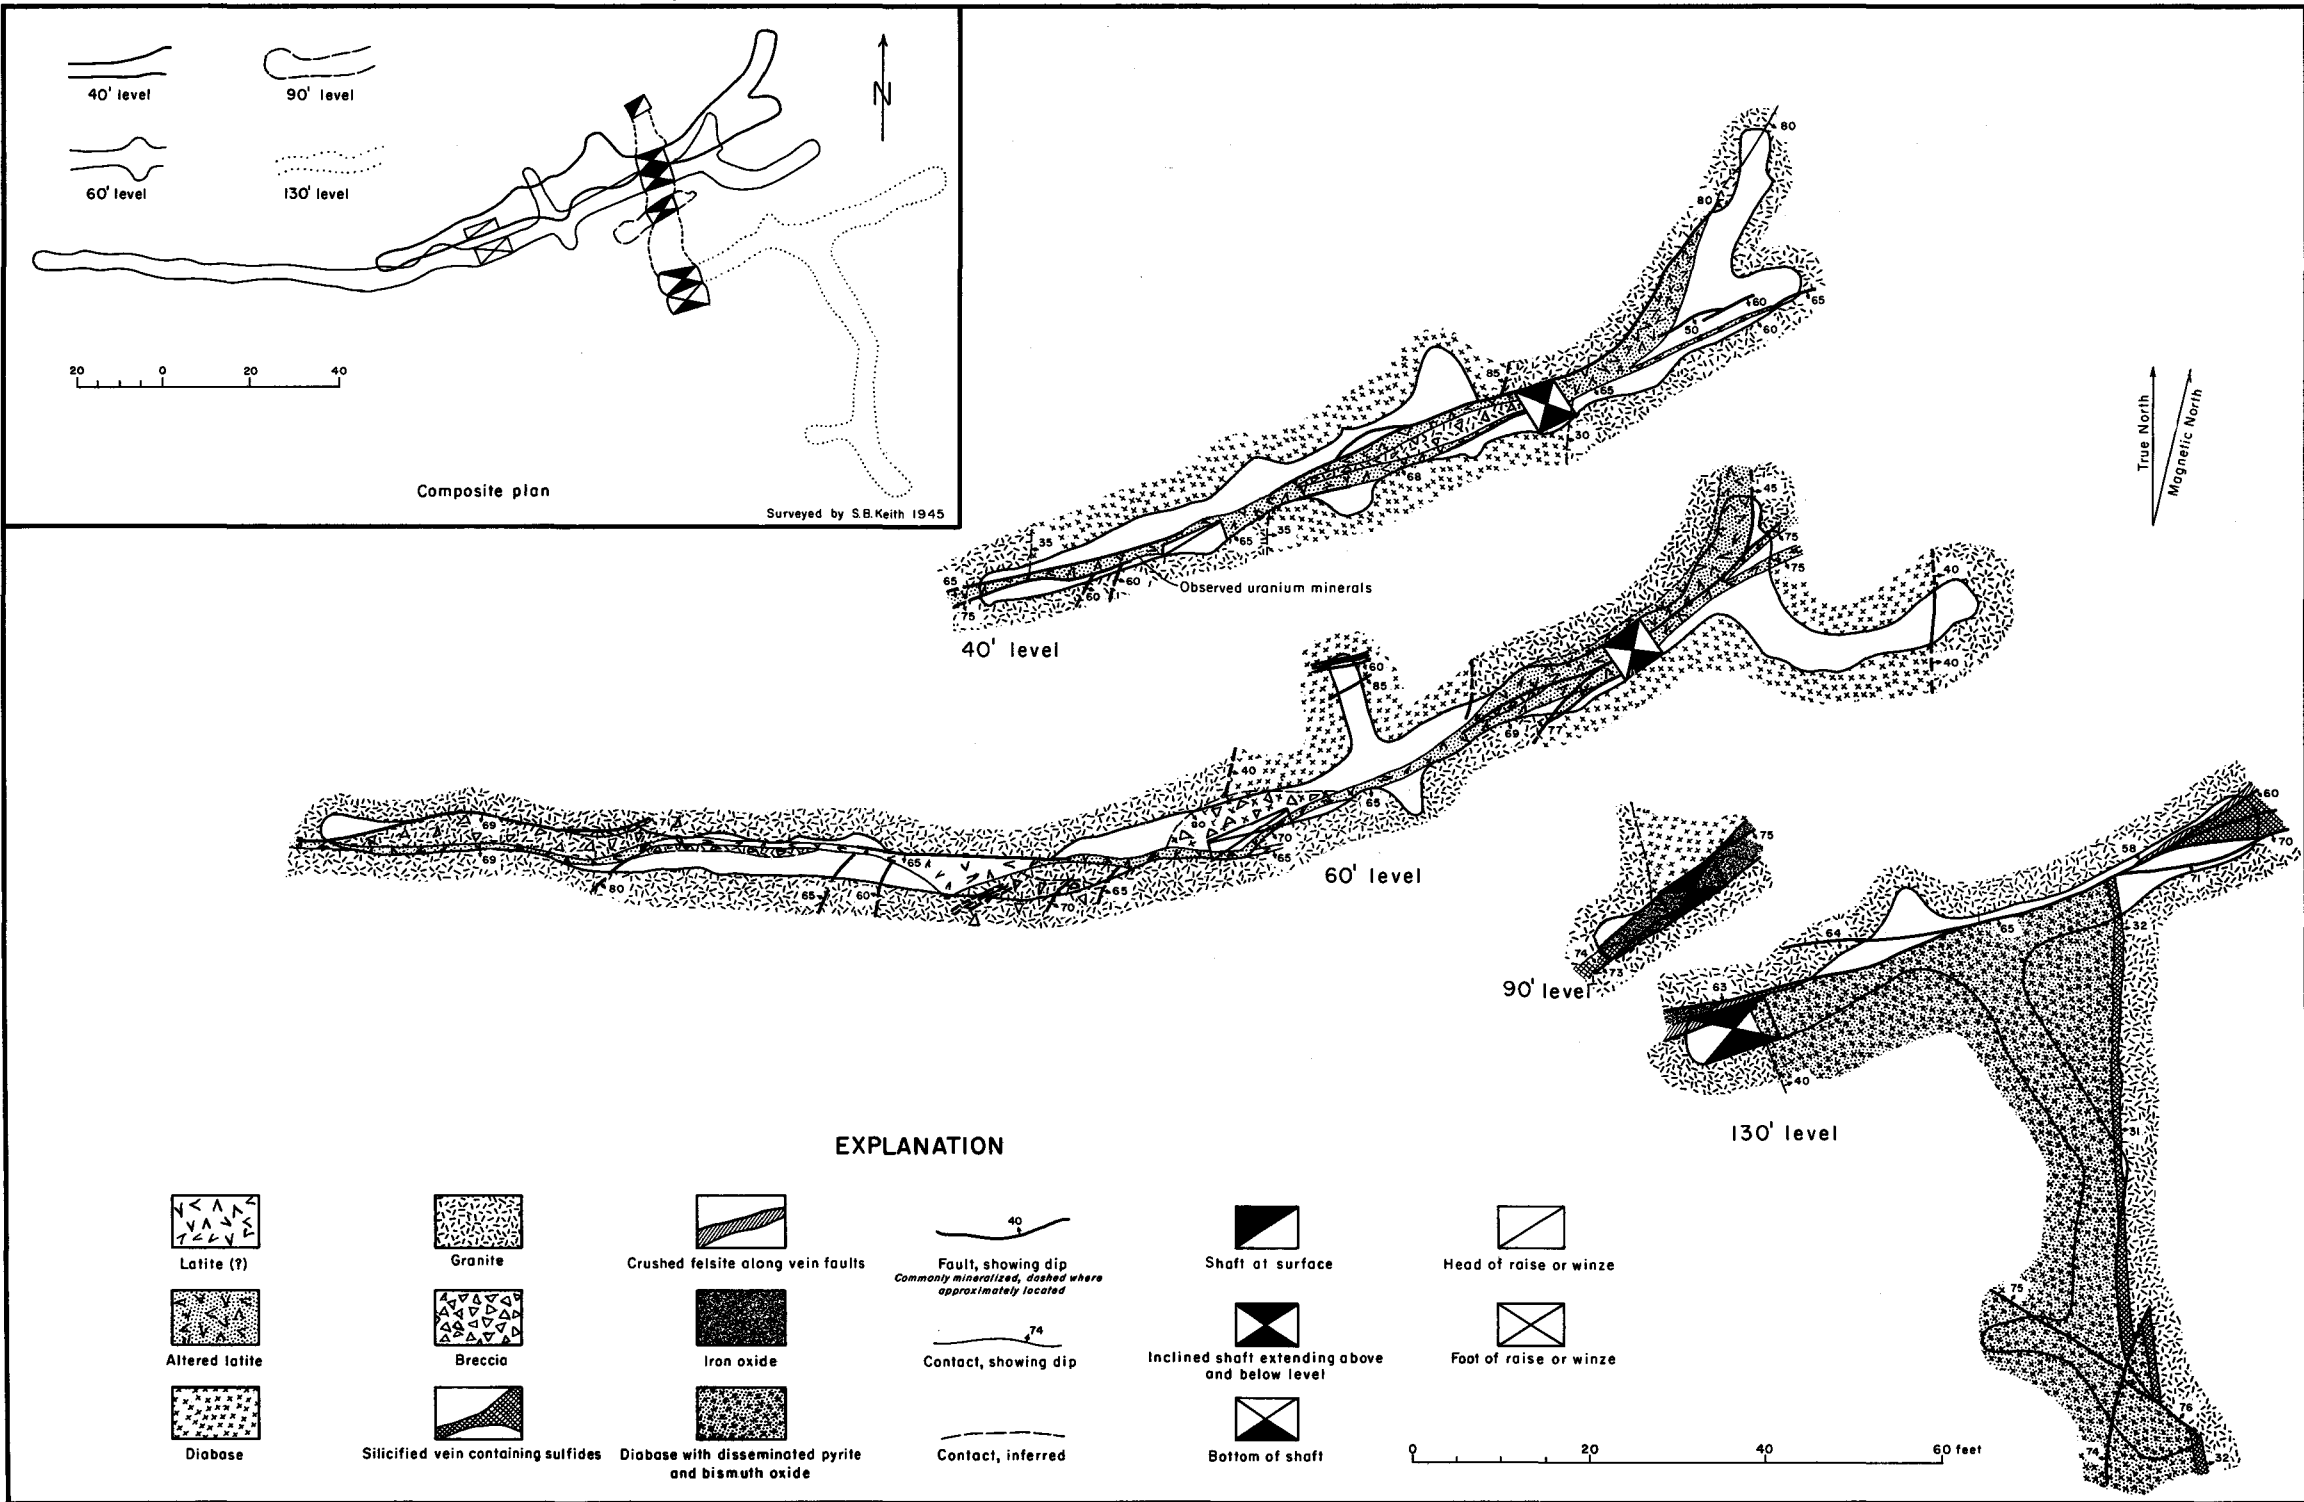 40' level
90' level
60' level
130' level
N
20 0 20 40
Composite plan
Surveyed by S.B. Keith 1945
80
80
60
65
50
60
85
65
30
68
35
65
35
65
75
60
60
Observed uranium minerals
40' level
True North
Magnetic North
45
75
75
40
40
60
85
69
77
40
65
80
70
65
69
69
65
80
65
60
65
70
60' level
75
74
73
90' level
60
70
58
71
32
65
64
63
40
31
75
76
74
32
130' level
EXPLANATION
Latite (?)
Granite
Crushed felsite along vein faults
40
Fault, showing dip
Commonly mineralized, dashed where
approximately located
Shaft at surface
Head of raise or winze
Altered latite
Breccia
Iron oxide
74
Contact, showing dip
Inclined shaft extending above
and below level
Foot of raise or winze
Diabase
Silicified vein containing sulfides
Diabase with disseminated pyrite
and bismuth oxide
Contact, inferred
Bottom of shaft
0 20 40 60 feet